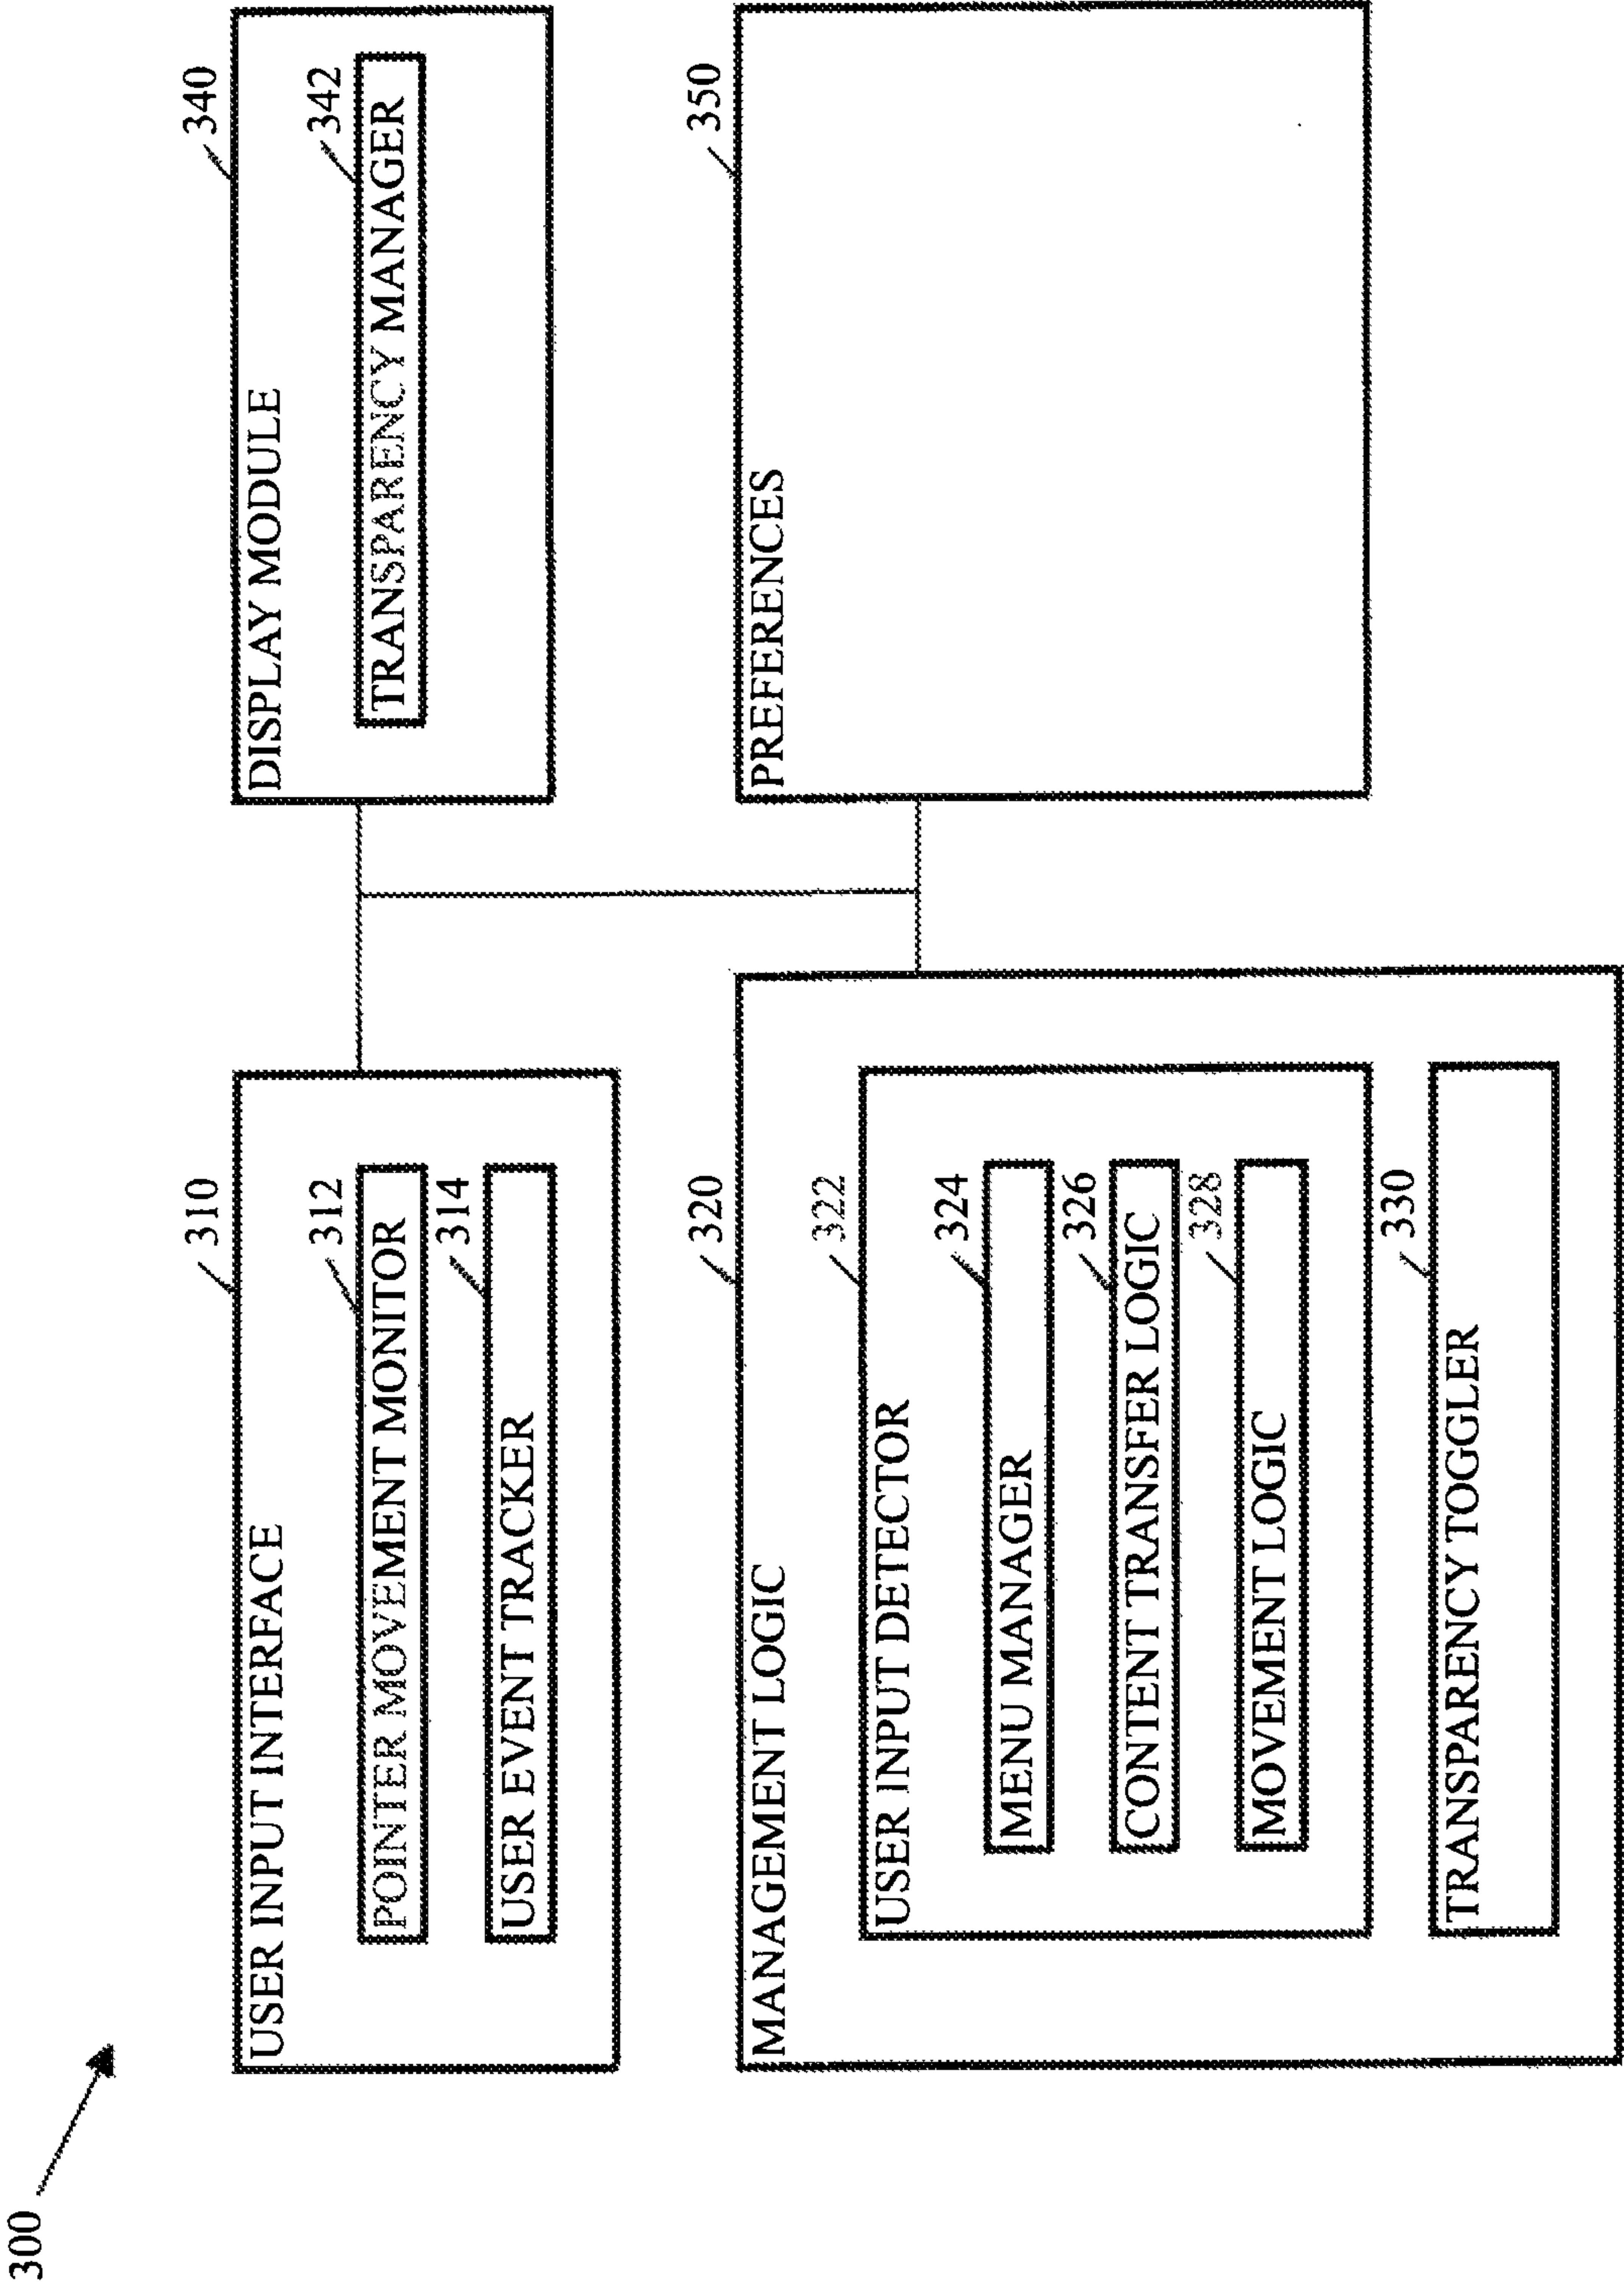 300
USER INPUT INTERFACE
310
POINTER MOVEMENT MONITOR
312
USER EVENT TRACKER
314
MANAGEMENT LOGIC
320
USER INPUT DETECTOR
322
MENU MANAGER
324
CONTENT TRANSFER LOGIC
326
MOVEMENT LOGIC
328
TRANSPARENCY TOGGLER
330
DISPLAY MODULE
340
TRANSPARENCY MANAGER
342
PREFERENCES
350